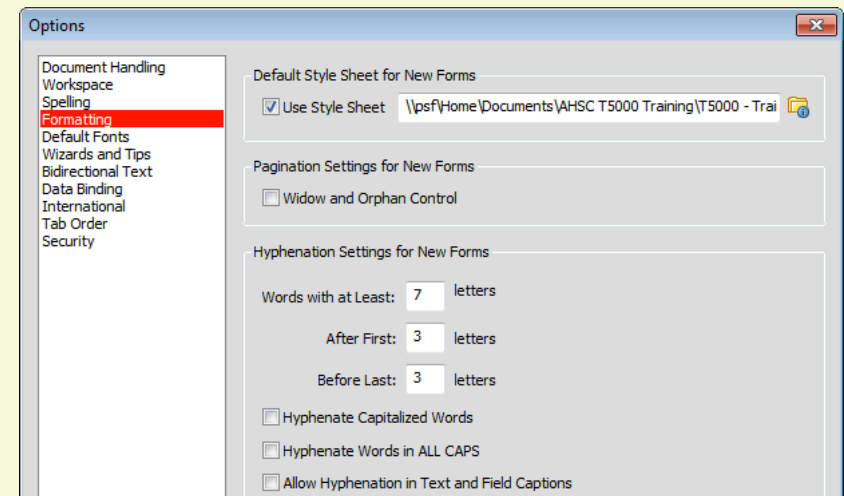 Options
Document Handling
Workspace
Spelling
Formatting
Default Fonts
Wizards and Tips
Bidirectional Text
Data Binding
International
Tab Order
Security
Default Style Sheet for New Forms
Use Style Sheet \\psf\Home\Documents\AHSC T5000 Training\T5000 - Trai
Pagination Settings for New Forms
Widow and Orphan Control
Hyphenation Settings for New Forms
Words with at Least: 7 letters
After First: 3 letters
Before Last: 3 letters
Hyphenate Capitalized Words
Hyphenate Words in ALL CAPS
Allow Hyphenation in Text and Field Captions